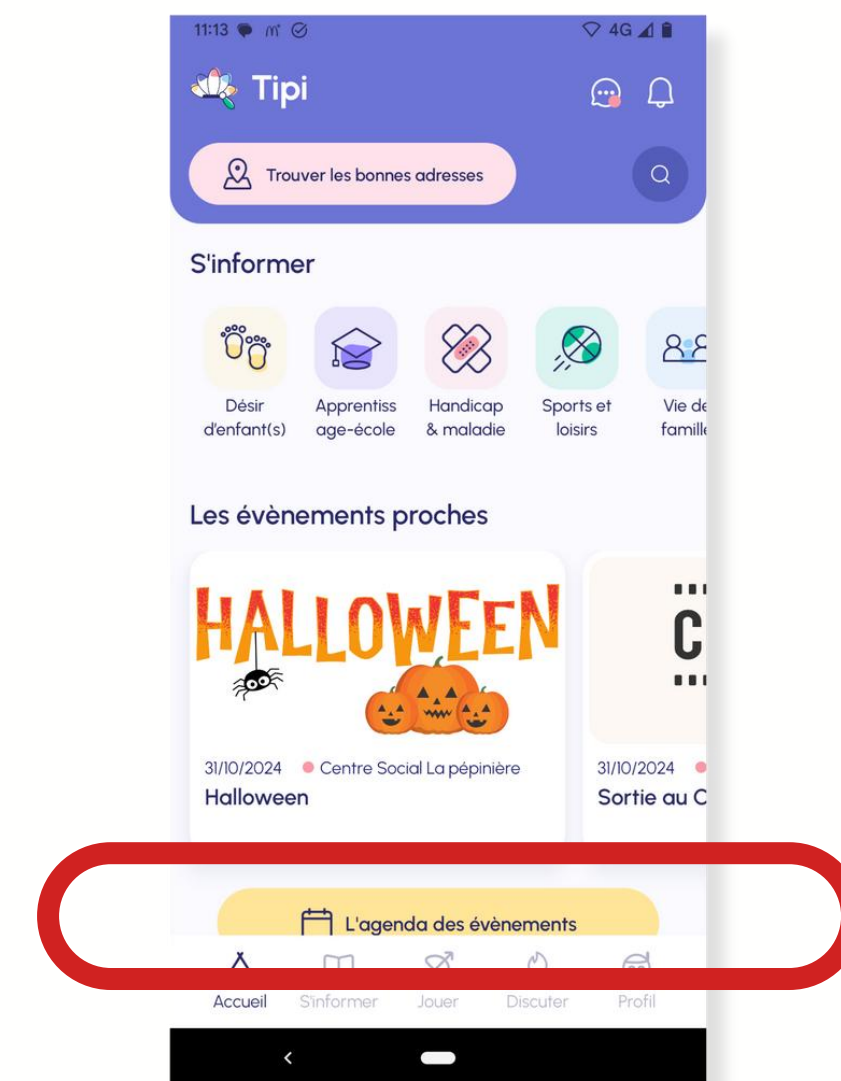 11:13
4G
Tipi
Trouver les bonnes adresses
S'informer
Désir
d'enfant(s)
Apprentiss
age-école
Handicap
& maladie
Sports et
loisirs
Vie de
famille
Les évènements proches
HALLOWEEN
C
31/10/2024
Centre Social La pépinière
Halloween
31/10/2024
Sortie au C
L'agenda des évènements
Accueil
S'informer
Jouer
Discuter
Profil